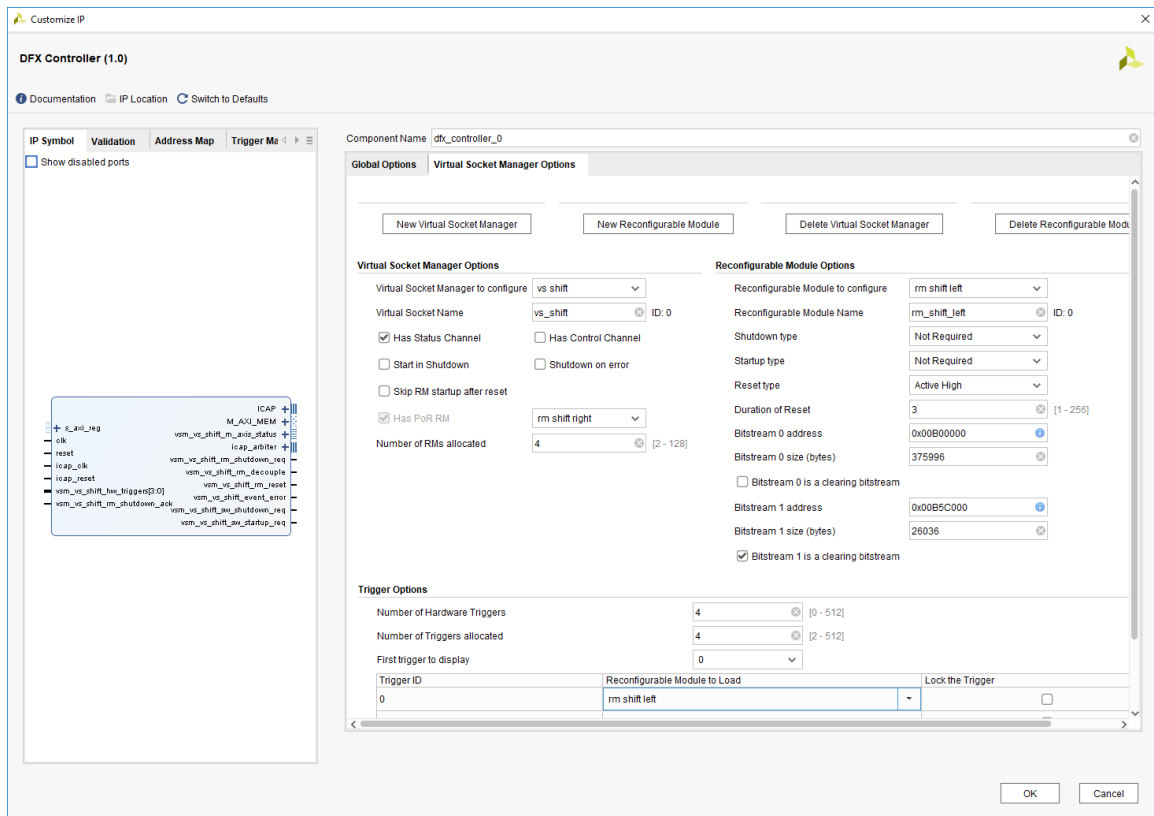 Customize IP
DFX Controller (1.0)
Documentation IP Location Switch to Defaults
IP Symbol Validation Address Map Trigger Ma
Show disabled ports
s_axi_reg
clk
reset
icap_clk
icap_reset
vsm_vs_shift_hw_triggers[3:0]
vsm_vs_shift_rm_shutdown_ack
ICAP
M_AXI_MEM
vsm_vs_shift_m_axis_status
icap_arbiter
vsm_vs_shift_rm_shutdown_req
vsm_vs_shift_rm_decouple
vsm_vs_shift_rm_reset
vsm_vs_shift_event_error
vsm_vs_shift_sw_shutdown_req
vsm_vs_shift_sw_startup_req
Component Name dfx_controller_0
Global Options Virtual Socket Manager Options
New Virtual Socket Manager New Reconfigurable Module Delete Virtual Socket Manager Delete Reconfigurable Modu
Virtual Socket Manager Options
Virtual Socket Manager to configure vs shift
Virtual Socket Name vs_shift ID: 0
Has Status Channel Has Control Channel
Start in Shutdown Shutdown on error
Skip RM startup after reset
Has PoR RM rm shift right
Number of RMs allocated 4 [2 - 128]
Reconfigurable Module Options
Reconfigurable Module to configure rm shift left
Reconfigurable Module Name rm_shift_left ID: 0
Shutdown type Not Required
Startup type Not Required
Reset type Active High
Duration of Reset 3 [1 - 256]
Bitstream 0 address 0x00B00000
Bitstream 0 size (bytes) 375996
Bitstream 0 is a clearing bitstream
Bitstream 1 address 0x00B5C000
Bitstream 1 size (bytes) 26036
Bitstream 1 is a clearing bitstream
Trigger Options
Number of Hardware Triggers 4 [0 - 512]
Number of Triggers allocated 4 [2 - 512]
First trigger to display 0
Trigger ID Reconfigurable Module to Load Lock the Trigger
0 rm shift left
OK Cancel